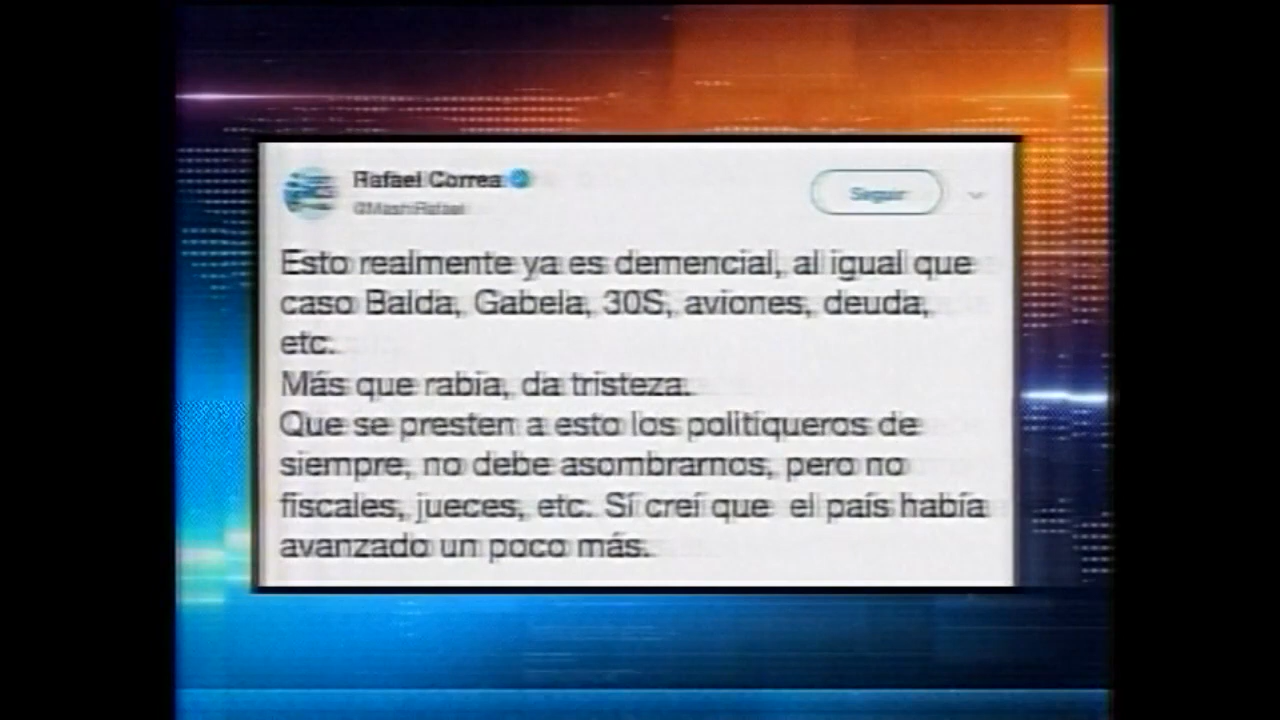 Rafael Correa
@MashiRafael
Seguir
Esto realmente ya es demencial, al igual que
caso Balda, Gabela, 30S, aviones, deuda,
etc.
Más que rabia, da tristeza.
Que se presten a esto los politiqueros de
siempre, no debe asombrarnos, pero no
fiscales, jueces, etc. Sí creí que el país había
avanzado un poco más.